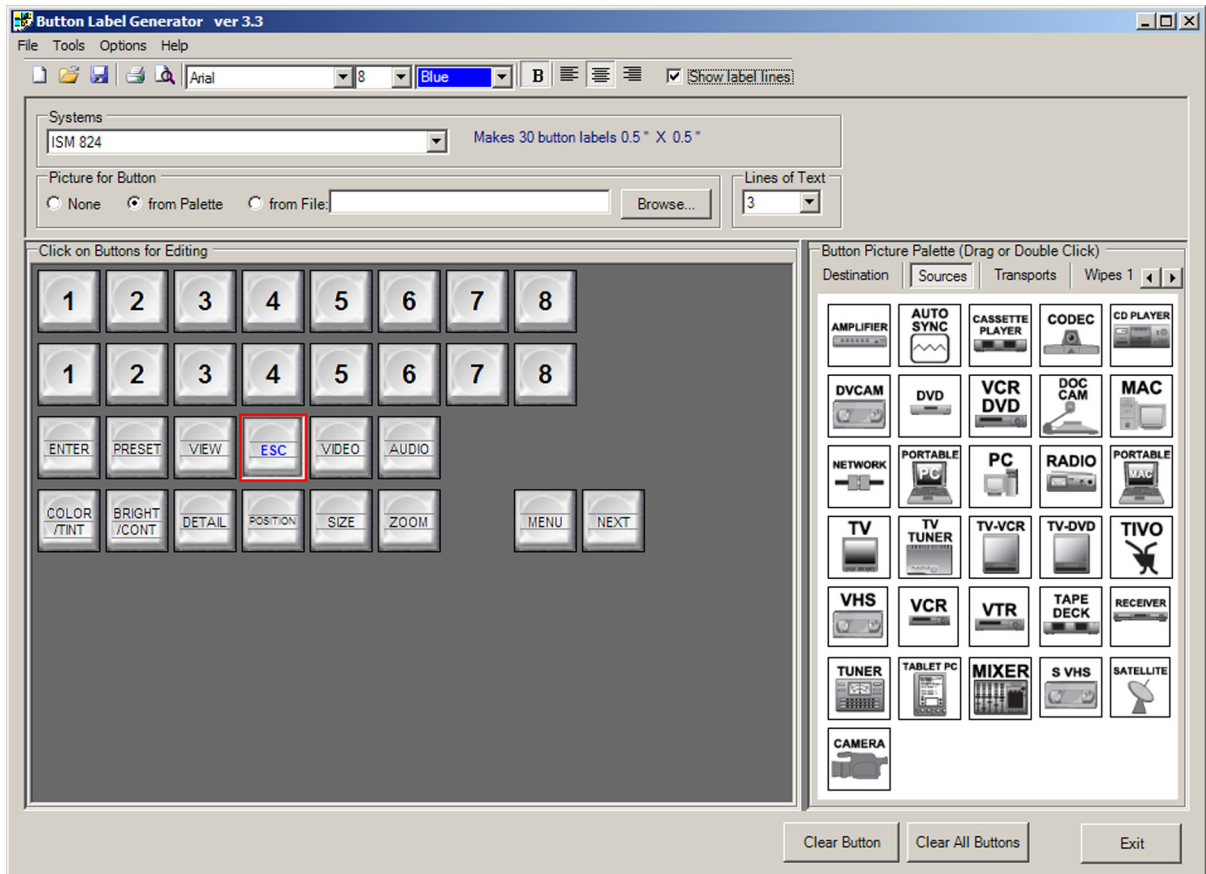 Button Label Generator ver 3.3
File Tools Options Help
Arial 8 Blue B Show label lines
Systems
ISM 824
Makes 30 button labels 0.5 " X 0.5 "
Picture for Button
None from Palette from File: Browse...
Lines of Text
3
Click on Buttons for Editing
1 2 3 4 5 6 7 8
1 2 3 4 5 6 7 8
ENTER PRESET VIEW ESC VIDEO AUDIO
COLOR
/TINT
BRIGHT
/CONT
DETAIL POSITION SIZE ZOOM MENU NEXT
Button Picture Palette (Drag or Double Click)
Destination Sources Transports Wipes 1
AMPLIFIER
AUTO
SYNC
CASSETTE
PLAYER
CODEC
CD PLAYER
DVCAM
DVD
VCR
DVD
DOC
CAM
MAC
NETWORK
PORTABLE
PC
PC
RADIO
PORTABLE
MAC
TV
TV
TUNER
TV-VCR
TV-DVD
TIVO
VHS
VCR
VTR
TAPE
DECK
RECEIVER
TUNER
TABLET PC
MIXER
S VHS
SATELLITE
CAMERA
Clear Button Clear All Buttons Exit